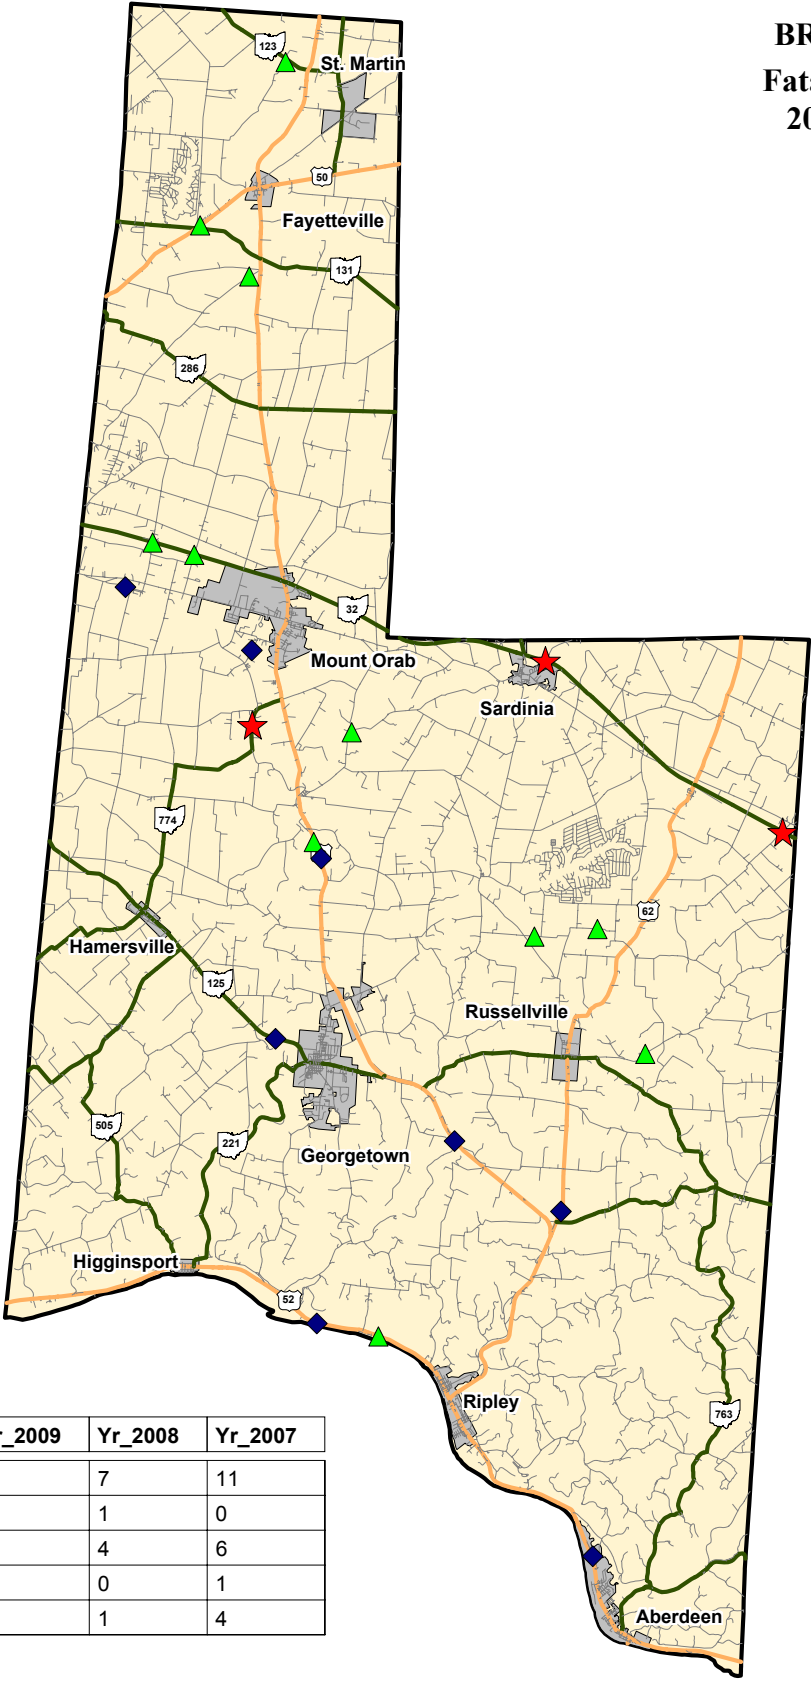 BR
Fata
20
123
St. Martin
50
Fayetteville
131
286
32
Mount Orab
Sardinia
774
62
Hamersville
125
Russellville
505
221
Georgetown
Higginsport
52
Ripley
763
Aberdeen
r_2009 Yr_2008 Yr_2007
7 11
1 0
4 6
0 1
1 4